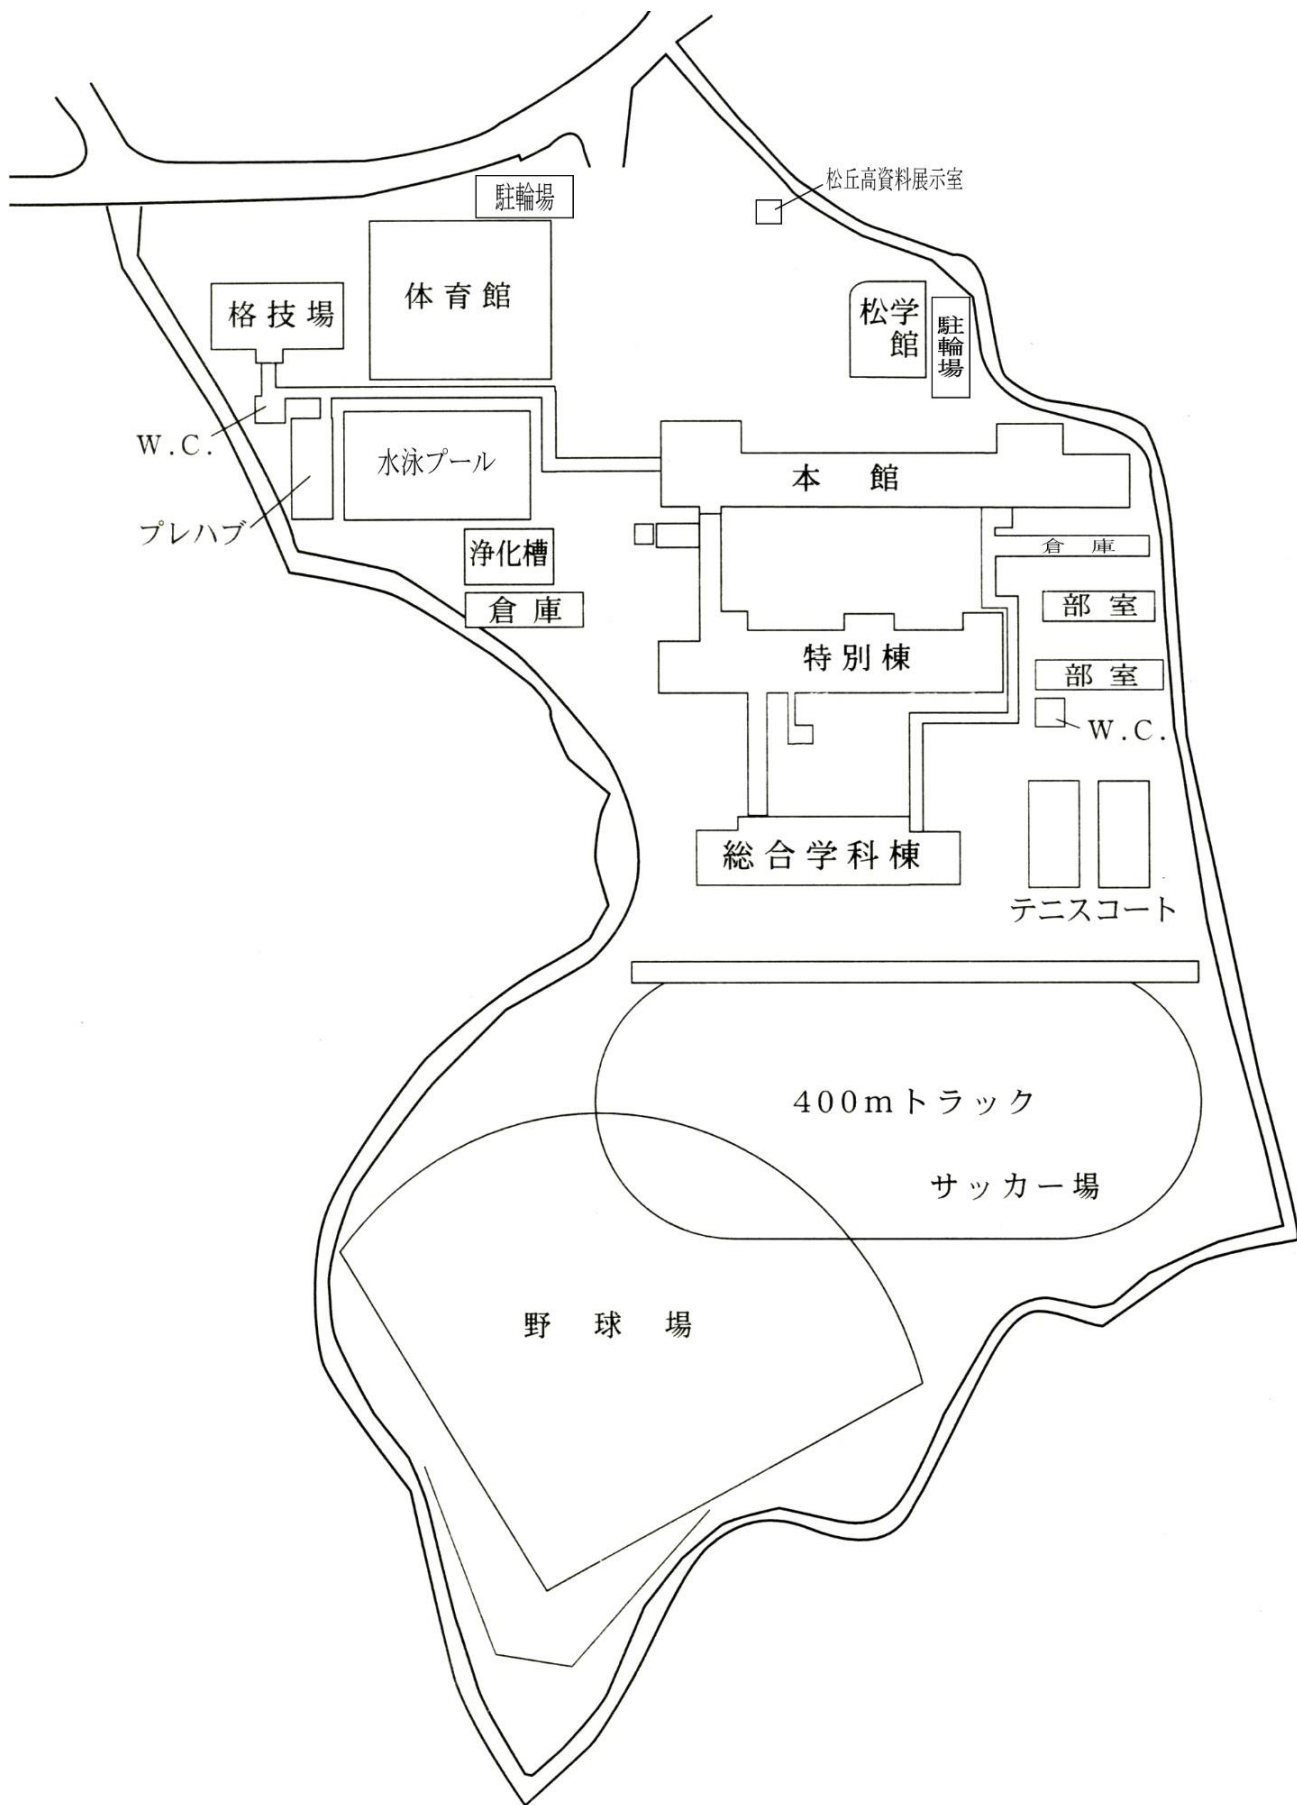 松丘高資料展示室
駐輪場
体育館
格技場
松学
館
駐輪場
W.C.
水泳プール
本館
プレハブ
浄化槽
倉庫
倉庫
部室
特別棟
部室
W.C.
総合学科棟
テニスコート
400mトラック
サッカー場
野球場